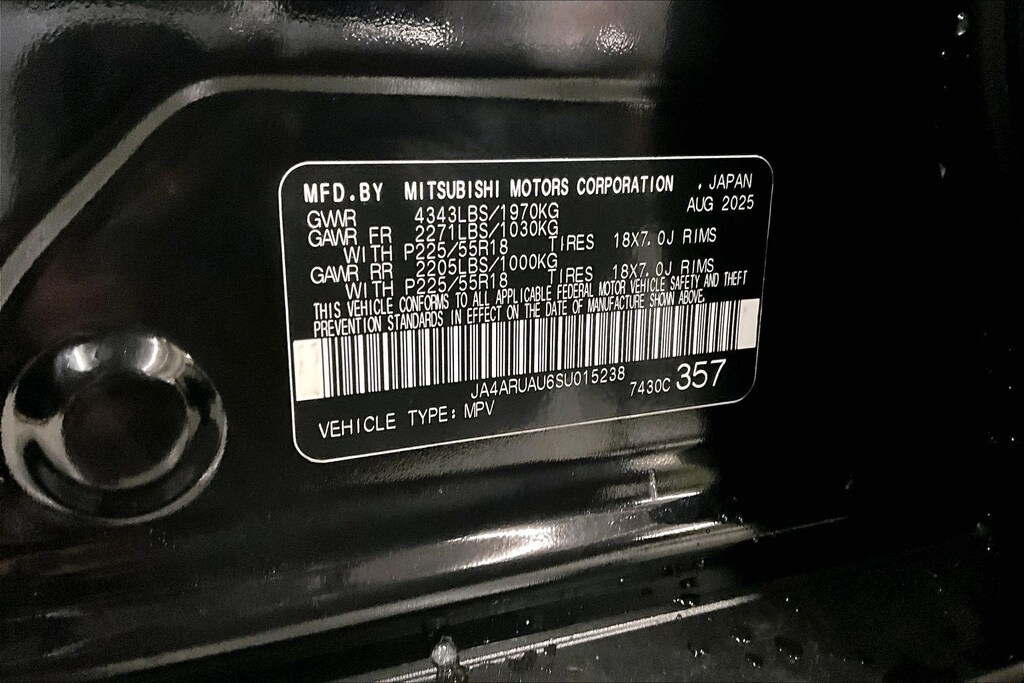 MFD.BY MITSUBISHI MOTORS CORPORATION . JAPAN
AUG 2025
GVWR 4343LBS/1970KG
GAWR FR 2271LBS/1030KG
WITH P225/55R18 TIRES 18X7.0J RIMS
GAWR RR 2205LBS/1000KG
WITH P225/55R18 TIRES 18X7.0J RIMS
THIS VEHICLE CONFORMS TO ALL APPLICABLE FEDERAL MOTOR VEHICLE SAFETY AND THEFT
PREVENTION STANDARDS IN EFFECT ON THE DATE OF MANUFACTURE SHOWN ABOVE.
JA4ARUAU6SU015238
7430C 357
VEHICLE TYPE: MPV